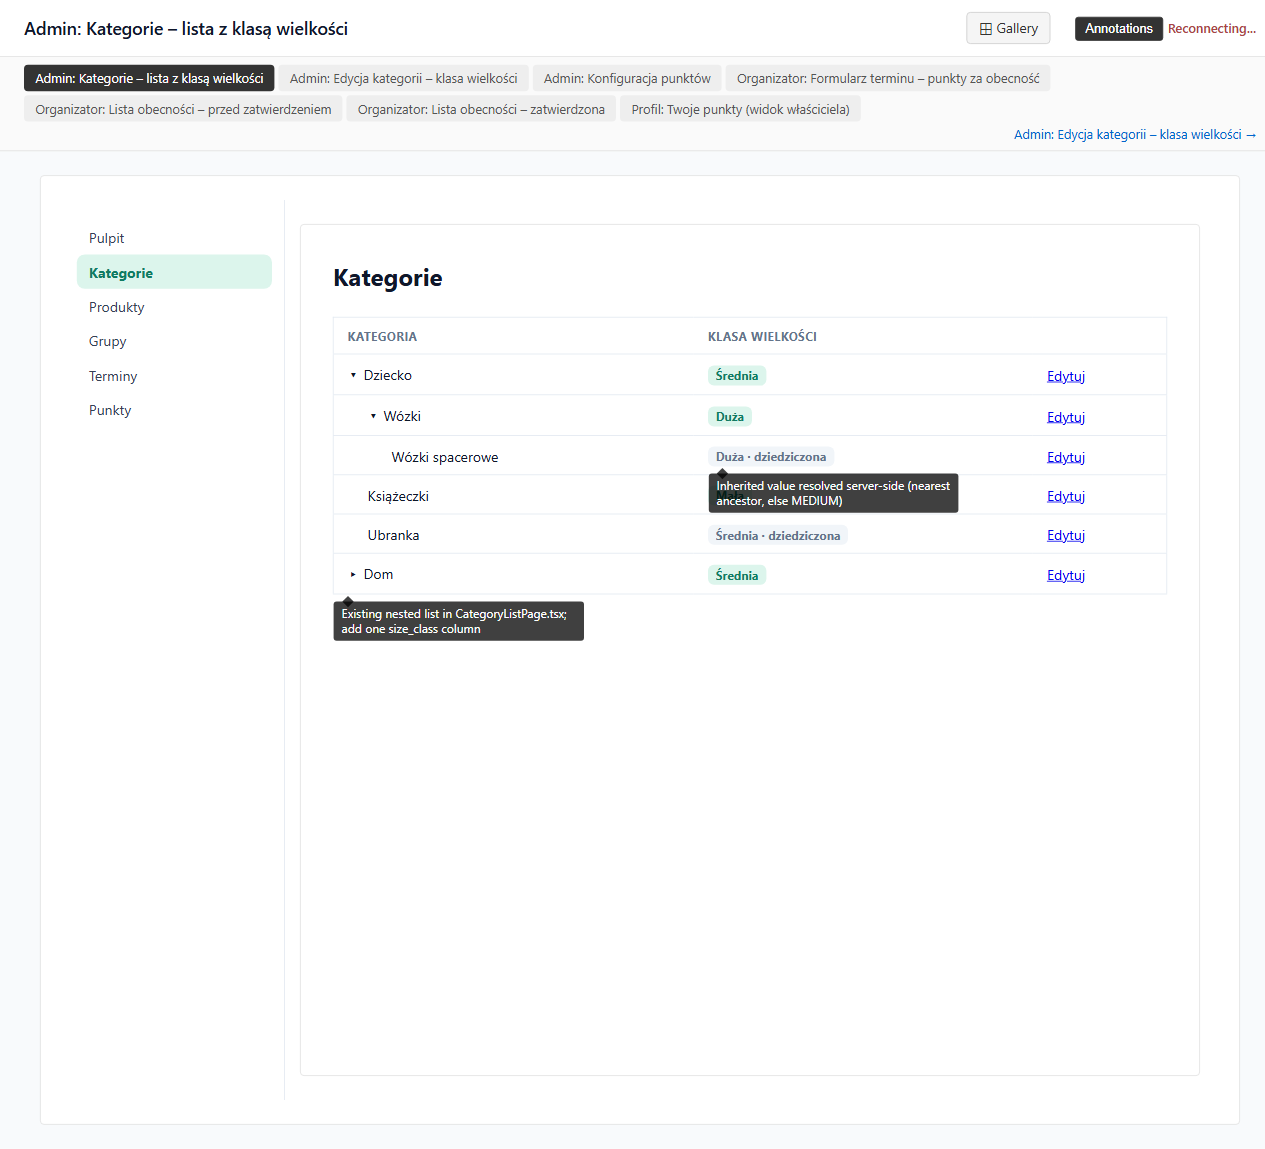 Admin: Kategorie – lista z klasą wielkości
Gallery
Annotations
Reconnecting...
Admin: Kategorie – lista z klasą wielkości
Admin: Edycja kategorii – klasa wielkości
Admin: Konfiguracja punktów
Organizator: Formularz terminu – punkty za obecność
Organizator: Lista obecności – przed zatwierdzeniem
Organizator: Lista obecności – zatwierdzona
Profil: Twoje punkty (widok właściciela)
Admin: Edycja kategorii – klasa wielkości →
Pulpit
Kategorie
Produkty
Grupy
Terminy
Punkty
Kategorie
KATEGORIA
KLASA WIELKOŚCI
Dziecko
Średnia
Edytuj
Wózki
Duża
Edytuj
Wózki spacerowe
Duża · dziedziczona
Edytuj
Inherited value resolved server-side (nearest
ancestor, else MEDIUM)
Książeczki
Mała
Edytuj
Ubranka
Średnia · dziedziczona
Edytuj
Dom
Średnia
Edytuj
Existing nested list in CategoryListPage.tsx;
add one size_class column